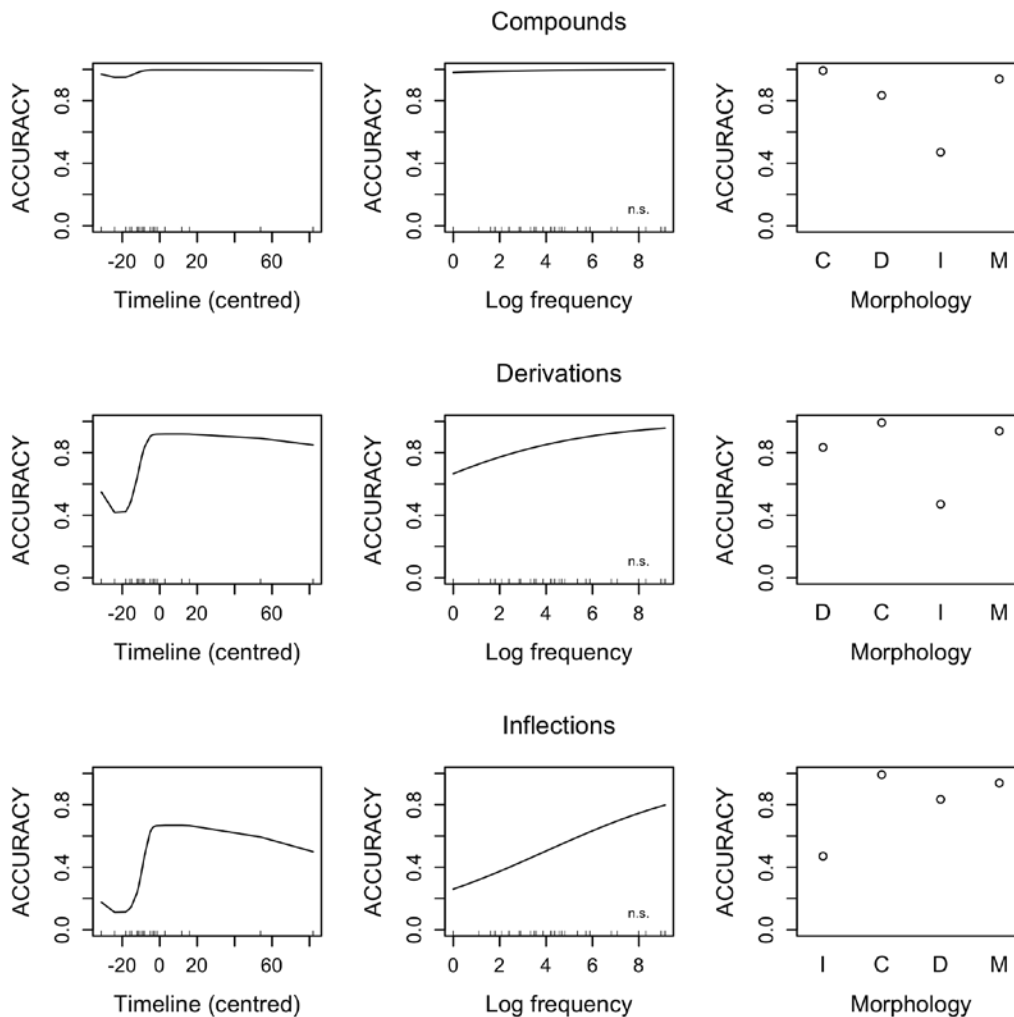 Compounds
ACCURACY
0.0 0.4 0.8
-20 0 20 60
Timeline (centred)
ACCURACY
0.0 0.4 0.8
n.s.
0 2 4 6 8
Log frequency
ACCURACY
0.0 0.4 0.8
C D I M
Morphology
Derivations
ACCURACY
0.0 0.4 0.8
-20 0 20 60
Timeline (centred)
ACCURACY
0.0 0.4 0.8
n.s.
0 2 4 6 8
Log frequency
ACCURACY
0.0 0.4 0.8
D C I M
Morphology
Inflections
ACCURACY
0.0 0.4 0.8
-20 0 20 60
Timeline (centred)
ACCURACY
0.0 0.4 0.8
n.s.
0 2 4 6 8
Log frequency
ACCURACY
0.0 0.4 0.8
I C D M
Morphology